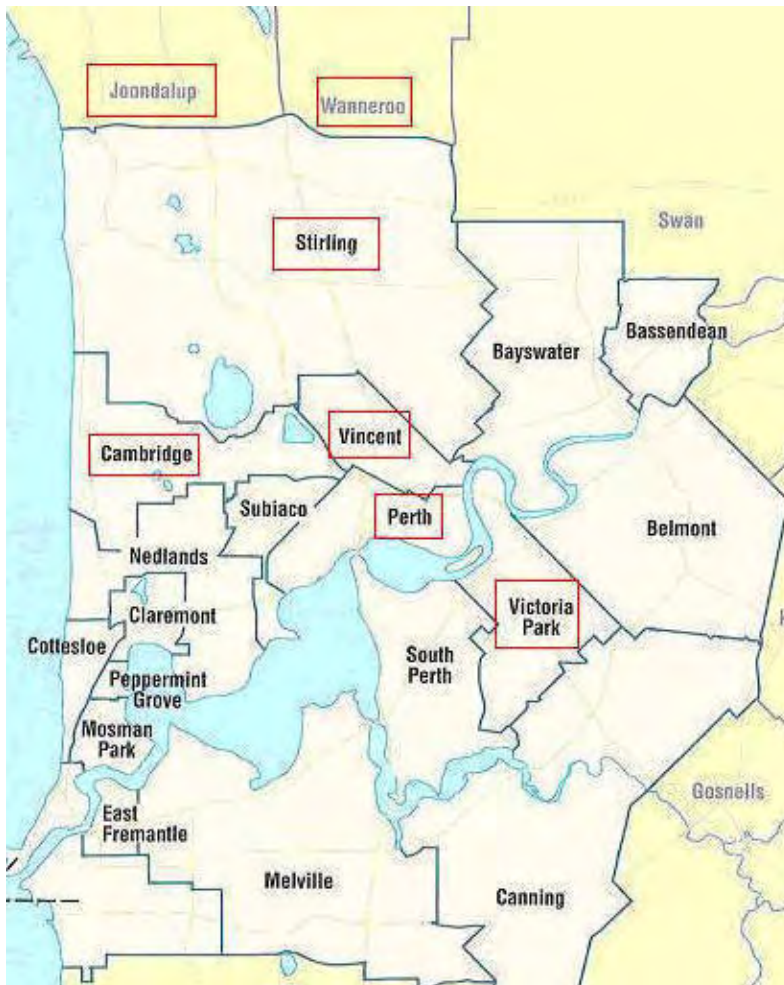 Joondalup
Wanneroo
Swan
Stirling
Bassendean
Bayswater
Vincent
Cambridge
Subiaco
Perth
Belmont
Nedlands
Claremont
Victoria
Park
Cottesloe
South
Perth
Peppermint
Grove
Mosman
Park
Gosnells
East
Fremantle
Melville
Canning